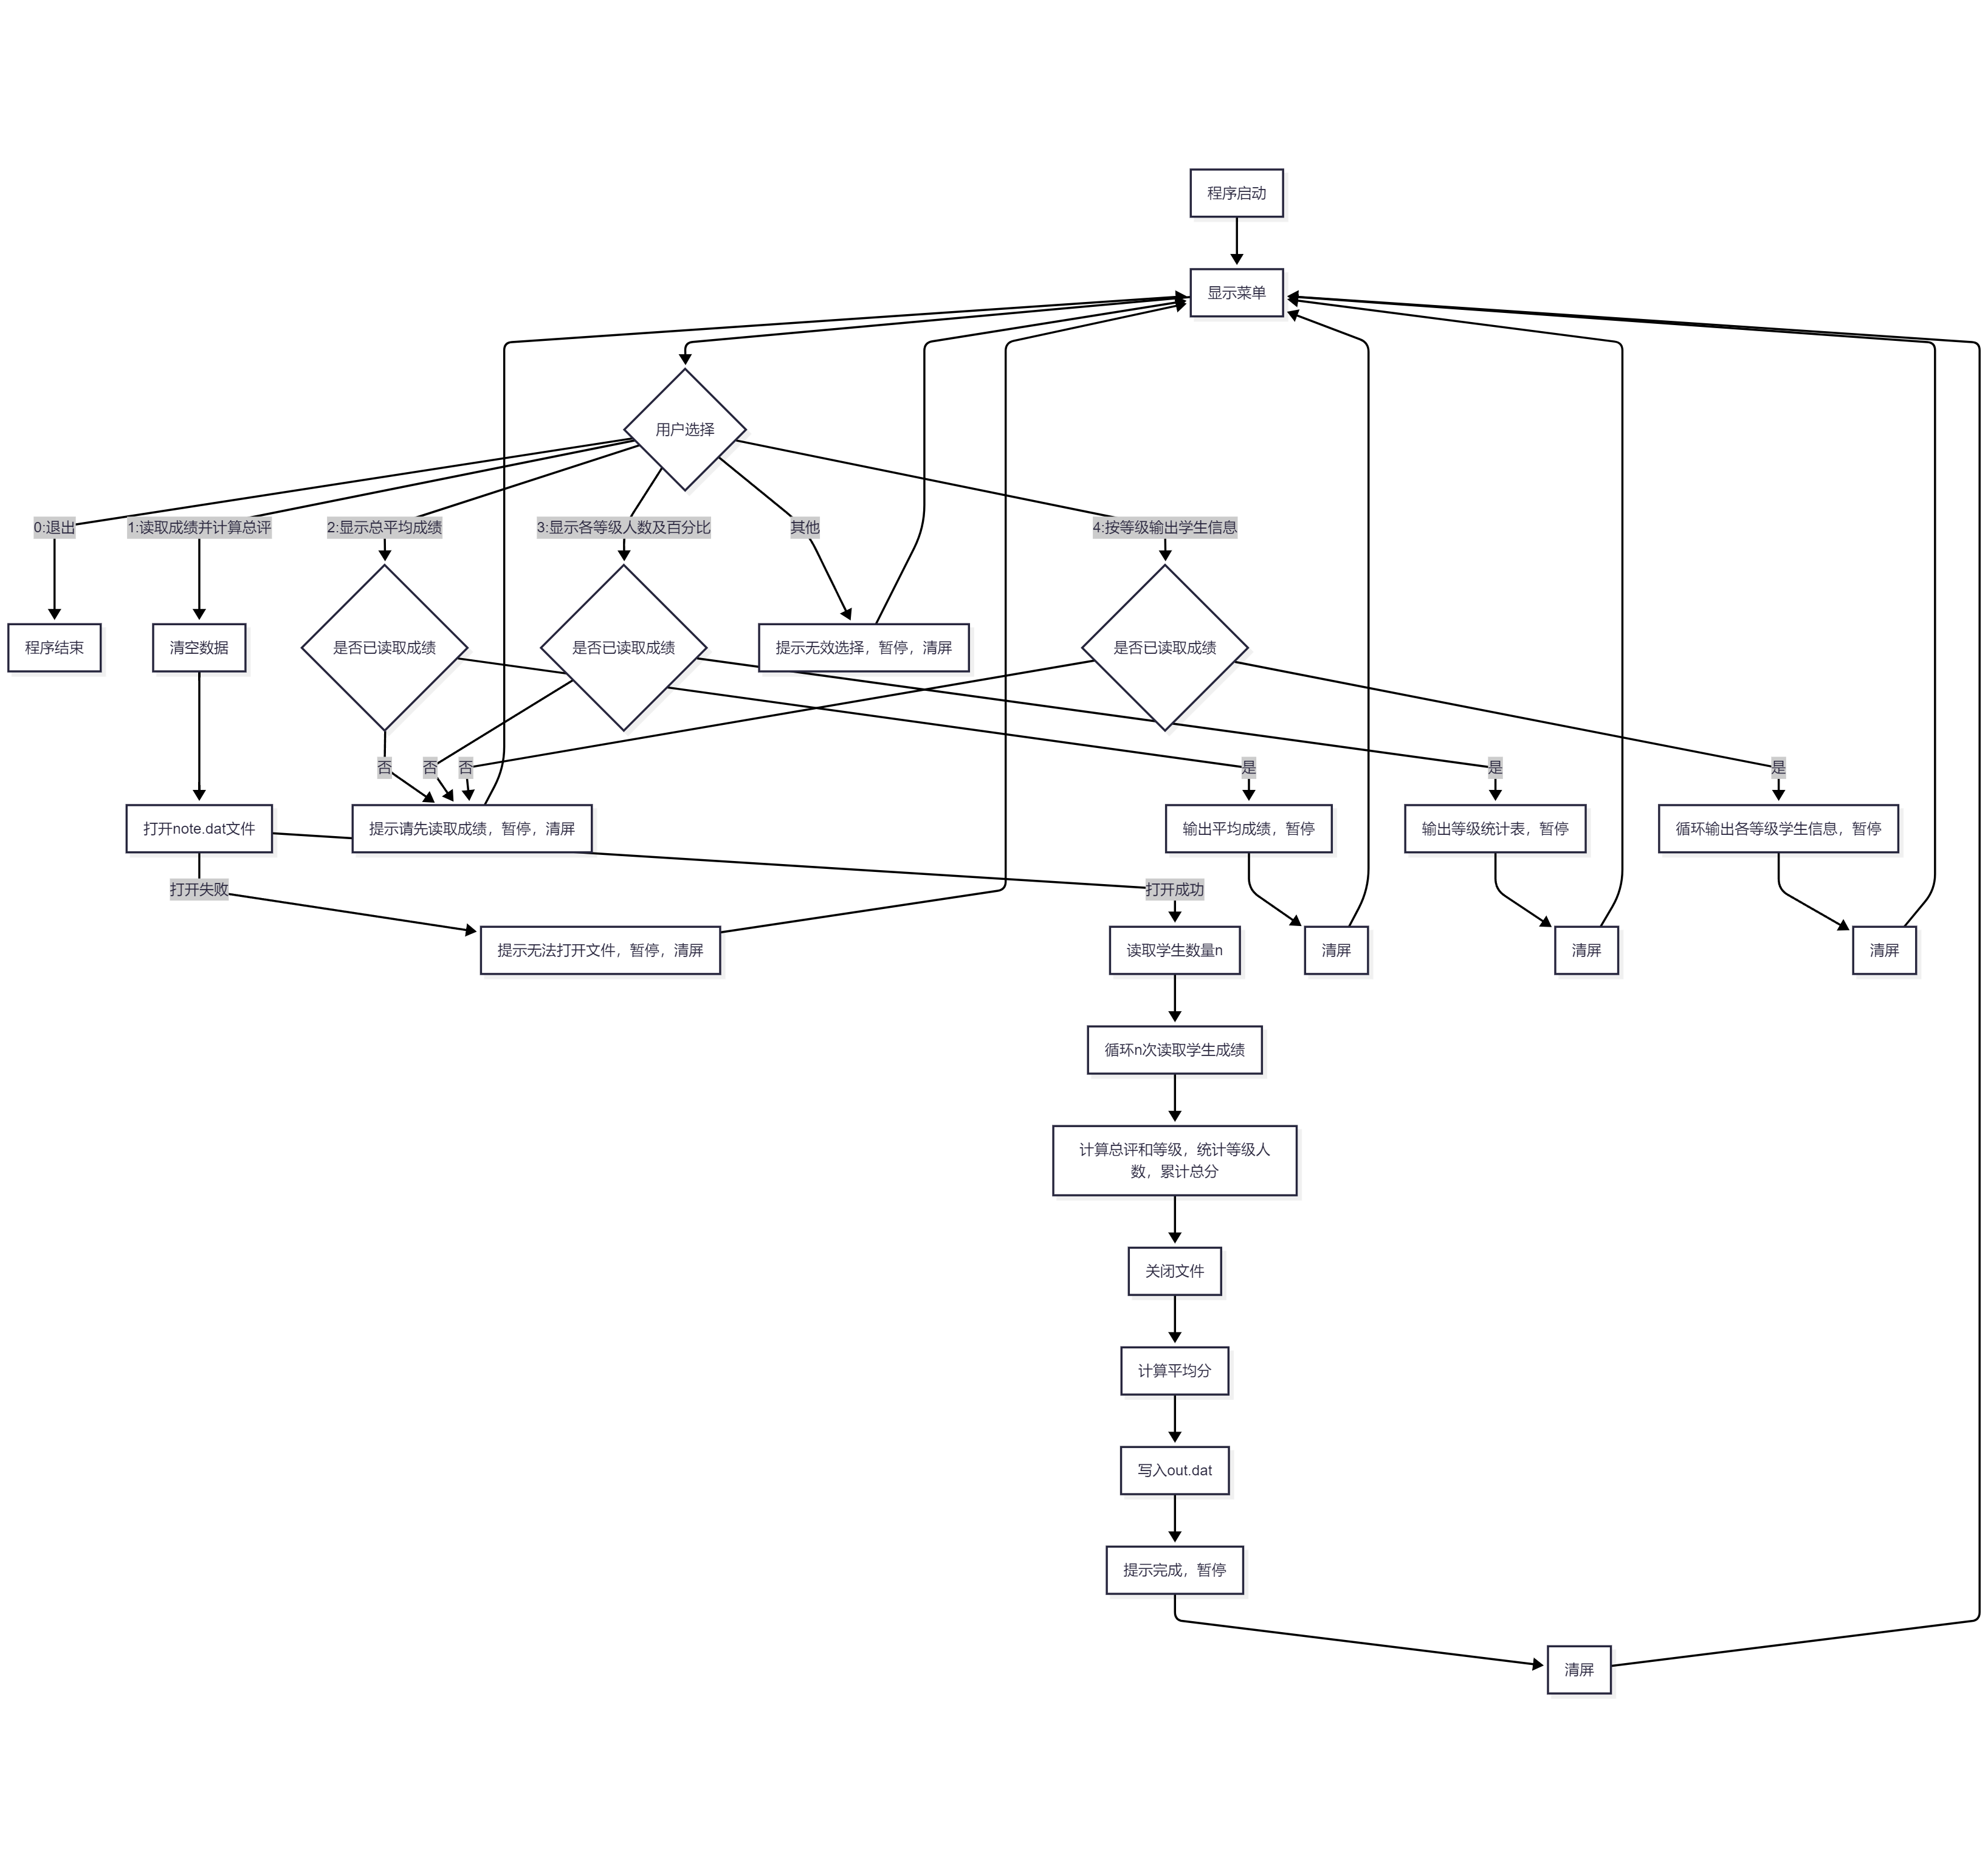 程序启动
显示菜单
用户选择
0:退出
1:读取成绩并计算总评
2:显示总平均成绩
3:显示各等级人数及百分比
其他
4:按等级输出学生信息
程序结束
清空数据
是否已读取成绩
是否已读取成绩
提示无效选择，暂停，清屏
是否已读取成绩
否
否
否
是
是
是
打开note.dat文件
提示请先读取成绩，暂停，清屏
输出平均成绩，暂停
输出等级统计表，暂停
循环输出各等级学生信息，暂停
打开失败
打开成功
提示无法打开文件，暂停，清屏
读取学生数量n
清屏
清屏
清屏
循环n次读取学生成绩
计算总评和等级，统计等级人
数，累计总分
关闭文件
计算平均分
写入out.dat
提示完成，暂停
清屏